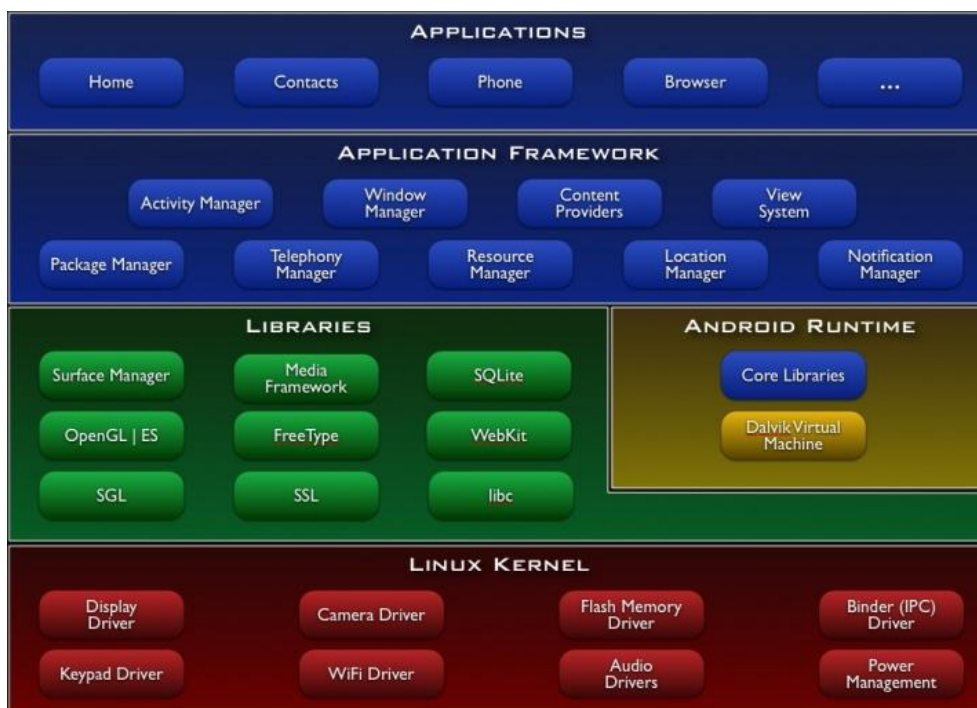 APPLICATIONS
Home
Contacts
Phone
Browser
...
APPLICATION FRAMEWORK
Activity Manager
Window
Manager
Content
Providers
View
System
Package Manager
Telephony
Manager
Resource
Manager
Location
Manager
Notification
Manager
LIBRARIES
Surface Manager
Media
Framework
SQLite
OpenGL | ES
FreeType
WebKit
SGL
SSL
libc
ANDROID RUNTIME
Core Libraries
Dalvik Virtual
Machine
LINUX KERNEL
Display
Driver
Camera Driver
Flash Memory
Driver
Binder (IPC)
Driver
Keypad Driver
WiFi Driver
Audio
Drivers
Power
Management